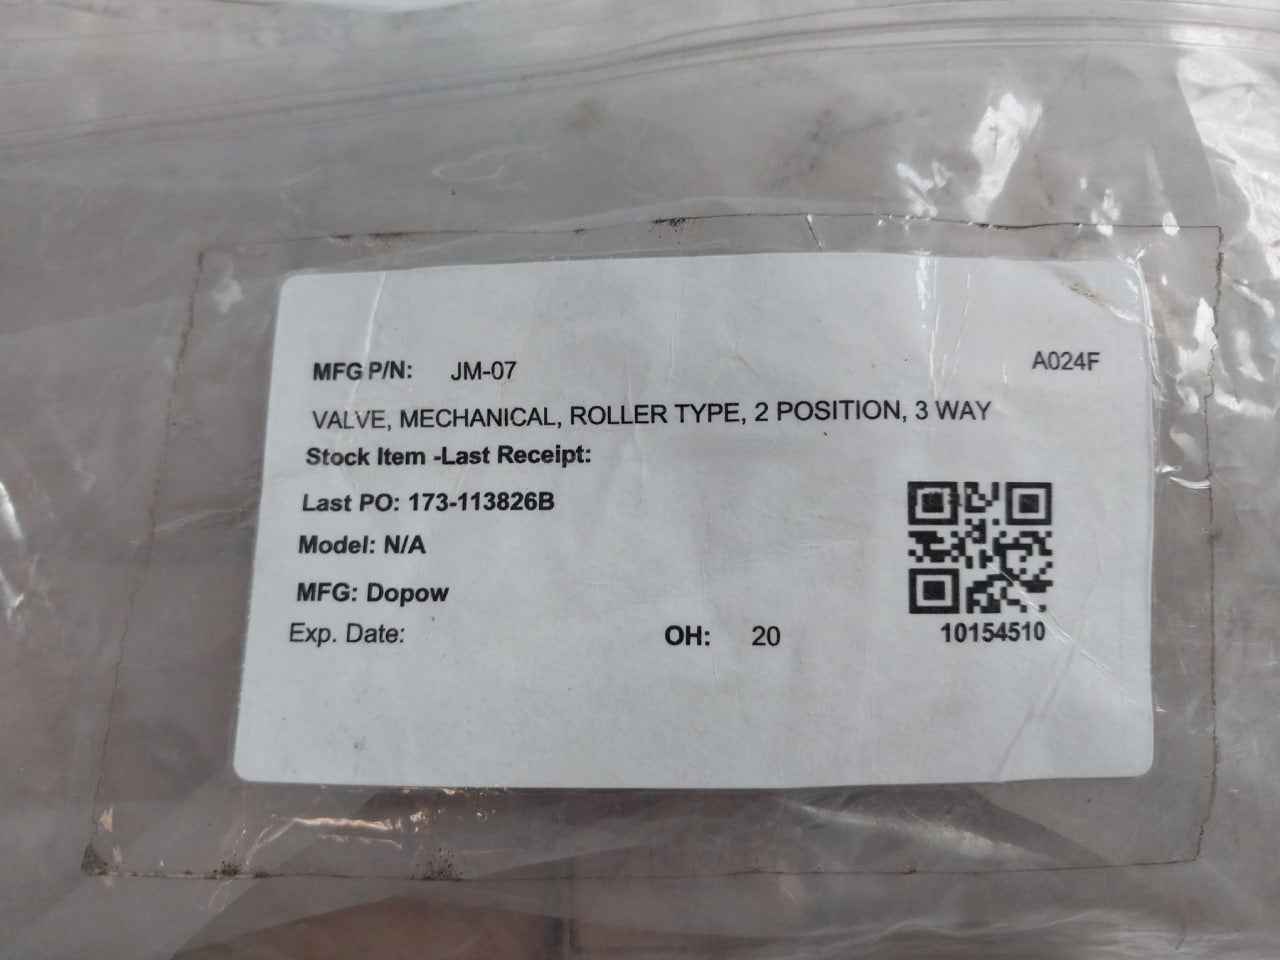 MFG P/N: JM-07 A024F
VALVE, MECHANICAL, ROLLER TYPE, 2 POSITION, 3 WAY
Stock Item -Last Receipt:
Last PO: 173-113826B
Model: N/A
MFG: Dopow
Exp. Date: OH: 20 10154510